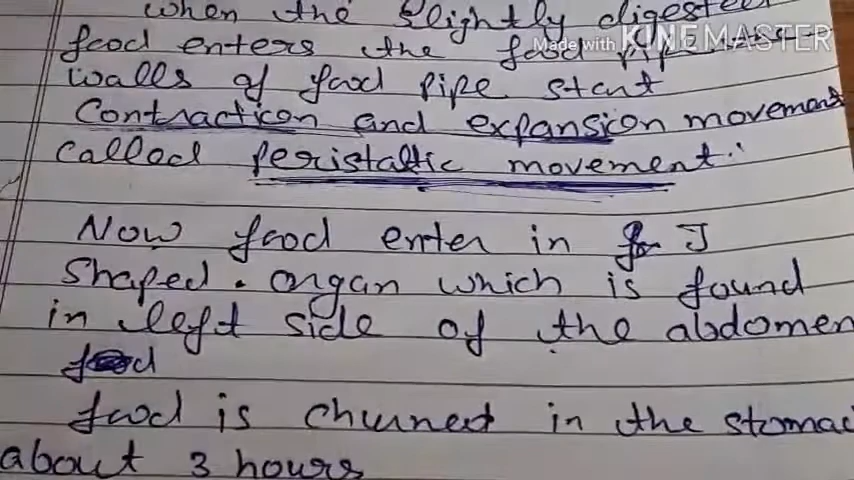 when the slightly digested
food enters the food pipe the
Made with KINEMASTER
walls of food pipe start
contraction and expansion movement
called peristaltic movement.
Now food enter in J
shaped organ which is found
in left side of the abdomen
food is churned in the stomac
about 3 hours